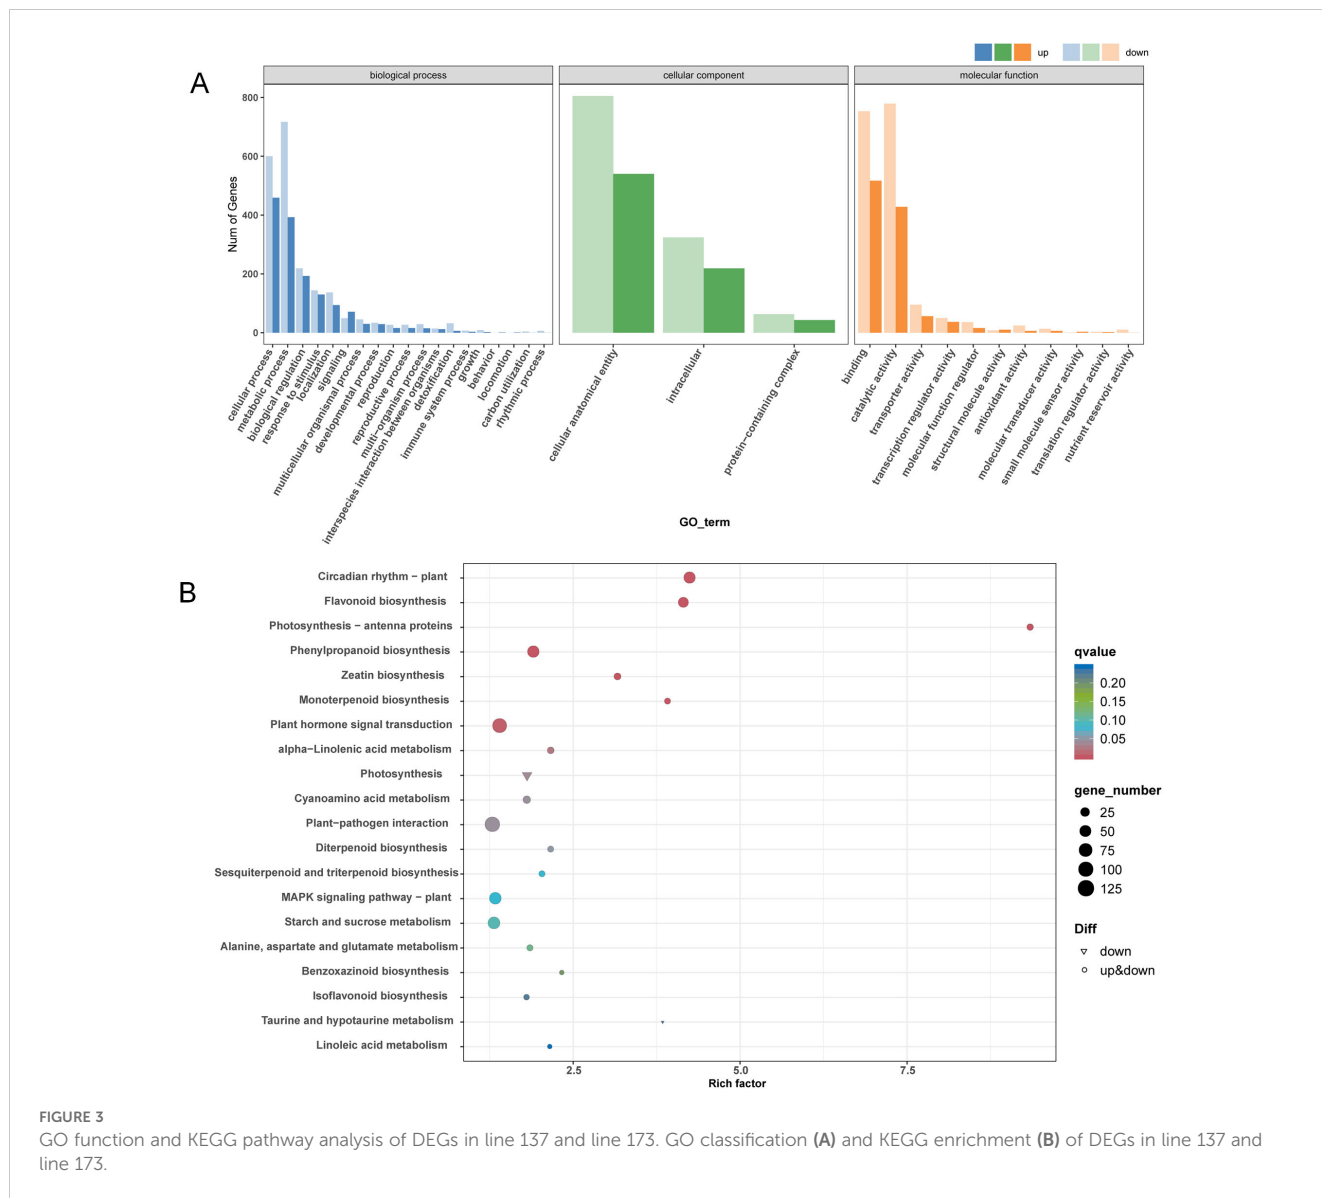 up
down
A
biological process
cellular component
molecular function
Num of Genes
800
600
400
200
0
cellular process
metabolic process
biological regulation
response to stimulus
localization
signaling
multicellular organismal process
developmental process
reproduction
reproductive process
multi-organism process
interspecies interaction between organisms
detoxification
immune system process
growth
behavior
locomotion
carbon utilization
rhythmic process
cellular anatomical entity
intracellular
protein-containing complex
binding
catalytic activity
transporter activity
transcription regulator activity
molecular function regulator
structural molecule activity
antioxidant activity
molecular transducer activity
small molecule sensor activity
translation regulator activity
nutrient reservoir activity
GO_term
B
Circadian rhythm − plant
Flavonoid biosynthesis
Photosynthesis − antenna proteins
Phenylpropanoid biosynthesis
Zeatin biosynthesis
Monoterpenoid biosynthesis
Plant hormone signal transduction
alpha−Linolenic acid metabolism
Photosynthesis
Cyanoamino acid metabolism
Plant−pathogen interaction
Diterpenoid biosynthesis
Sesquiterpenoid and triterpenoid biosynthesis
MAPK signaling pathway − plant
Starch and sucrose metabolism
Alanine, aspartate and glutamate metabolism
Benzoxazinoid biosynthesis
Isoflavonoid biosynthesis
Taurine and hypotaurine metabolism
Linoleic acid metabolism
2.5
5.0
7.5
Rich factor
qvalue
0.20
0.15
0.10
0.05
gene_number
25
50
75
100
125
Diff
down
up&down
FIGURE 3
GO function and KEGG pathway analysis of DEGs in line 137 and line 173. GO classification (A) and KEGG enrichment (B) of DEGs in line 137 and
line 173.